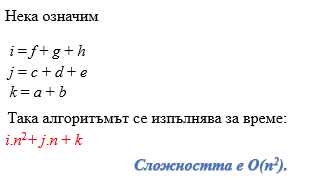 Нека означим
i = f + g + h
j = c + d + e
k = a + b
Така алгоритъмът се изпълнява за време:
i.n²+ j.n + k
Сложността е O(n²).